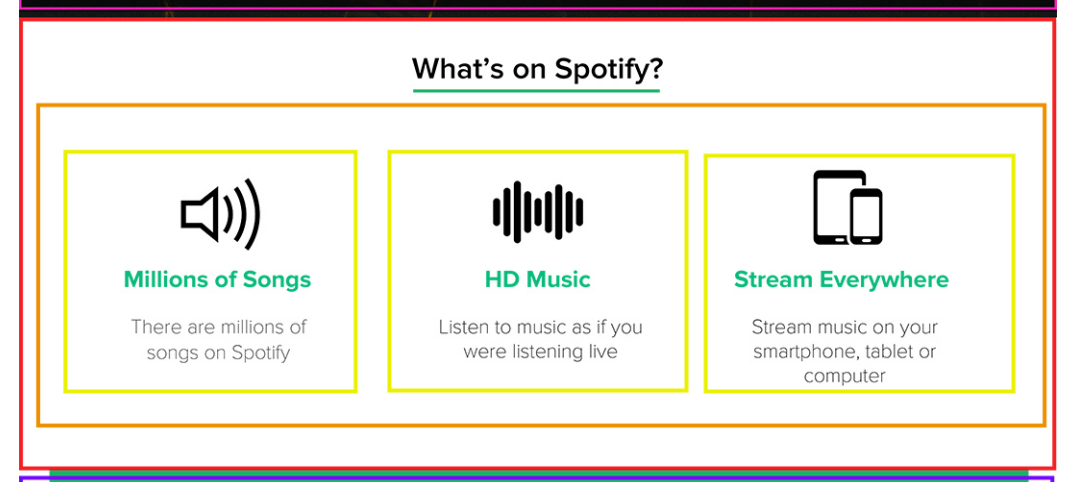 What's on Spotify?
Millions of Songs
There are millions of
songs on Spotify
HD Music
Listen to music as if you
were listening live
Stream Everywhere
Stream music on your
smartphone, tablet or
computer